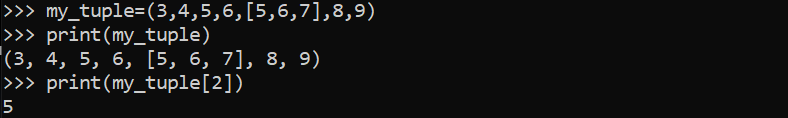 >>> my_tuple=(3,4,5,6,[5,6,7],8,9)
>>> print(my_tuple)
(3, 4, 5, 6, [5, 6, 7], 8, 9)
>>> print(my_tuple[2])
5